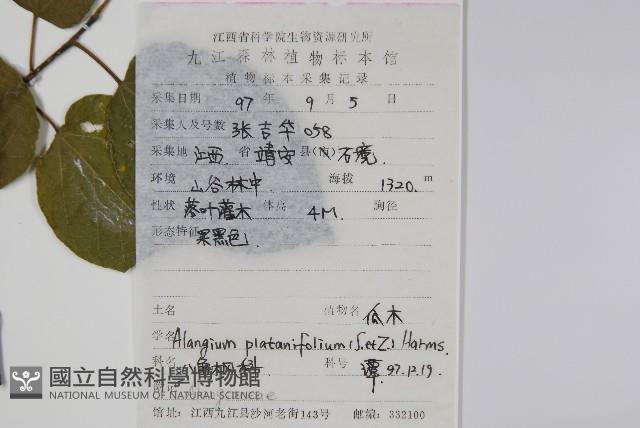 江西省科学院生物资源研究所
九江森林植物标本馆
植物标本采集记录
采集日期 97 年 9 月 5 日
采集人及号数 张吉华 058
采集地 江西 省 靖安 县(市) 石境
环境 山谷林中 海拨 1320 m
性状 落叶灌木 体高 4M. 胸径
形态特征 果黑色
土名 植物名 瓜木
学名 Alangium platanifolium (S. et Z.) Harms.
科名 八角枫科 科号 谭 97.12.19.
附记
國立自然科學博物館
NATIONAL MUSEUM OF NATURAL SCIENCE
馆址：江西九江县沙河老街143号 邮编：332100